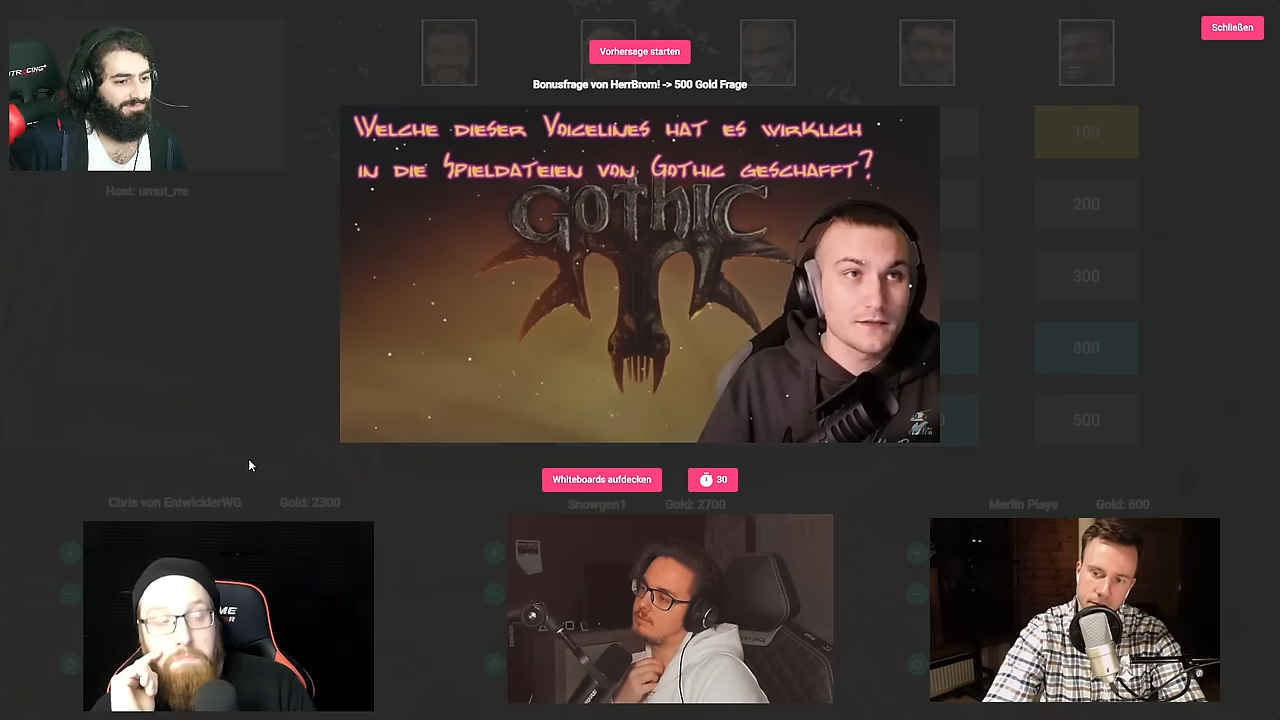 Schließen
Vorhersage starten
Bonusfrage von HerrBrom! -> 500 Gold Frage
Welche dieser Voicelines hat es wirklich
in die Spieldateien von Gothic geschafft?
GOTHIC
100
200
300
800
500
Host: umut_rre
Whiteboards aufdecken
30
Chris von EntwicklerWG
Gold: 2300
Snowgen1
Gold: 2700
Merlin Plays
Gold: 600